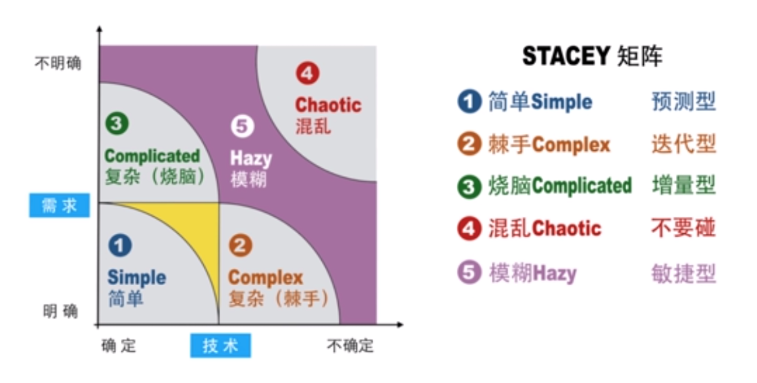 不明确
4
Chaotic
混乱
3
Complicated
复杂（烧脑）
5
Hazy
模糊
需求
1
Simple
简单
2
Complex
复杂（棘手）
明确
确定
技术
不确定
STACEY 矩阵
1 简单Simple 预测型
2 棘手Complex 迭代型
3 烧脑Complicated 增量型
4 混乱Chaotic 不要碰
5 模糊Hazy 敏捷型